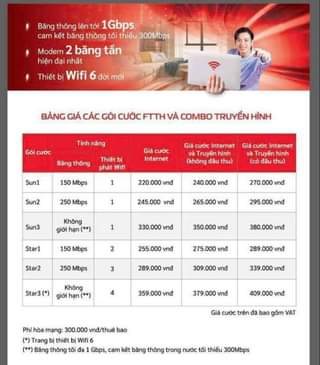 Băng thông lên tới 1Gbps,
cam kết băng thông tối thiểu 300Mbps
Modem 2 băng tần
hiện đại nhất
Thiết bị Wifi 6 đời mới
BẢNG GIÁ CÁC GÓI CƯỚC FTTH VÀ COMBO TRUYỀN HÌNH
Gói cước Tính năng Giá cước Internet Giá cước Internet và Truyền hình (không đầu thu) Giá cước Internet và Truyền hình (có đầu thu)
Băng thông Thiết bị phát Wifi
Sun1 150 Mbps 1 220.000 vnđ 240.000 vnđ 270.000 vnđ
Sun2 250 Mbps 1 245.000 vnđ 265.000 vnđ 295.000 vnđ
Sun3 Không giới hạn (**) 1 330.000 vnđ 350.000 vnđ 380.000 vnđ
Star1 150 Mbps 2 255.000 vnđ 275.000 vnđ 289.000 vnđ
Star2 250 Mbps 3 289.000 vnđ 309.000 vnđ 339.000 vnđ
Star3 (*) Không giới hạn (**) 4 359.000 vnđ 379.000 vnđ 409.000 vnđ
Giá cước trên đã bao gồm VAT
Phí hòa mạng: 300.000 vnđ/thuê bao
(*) Trang bị thiết bị Wifi 6
(**) Băng thông tối đa 1 Gbps, cam kết băng thông trong nước tối thiểu 300Mbps